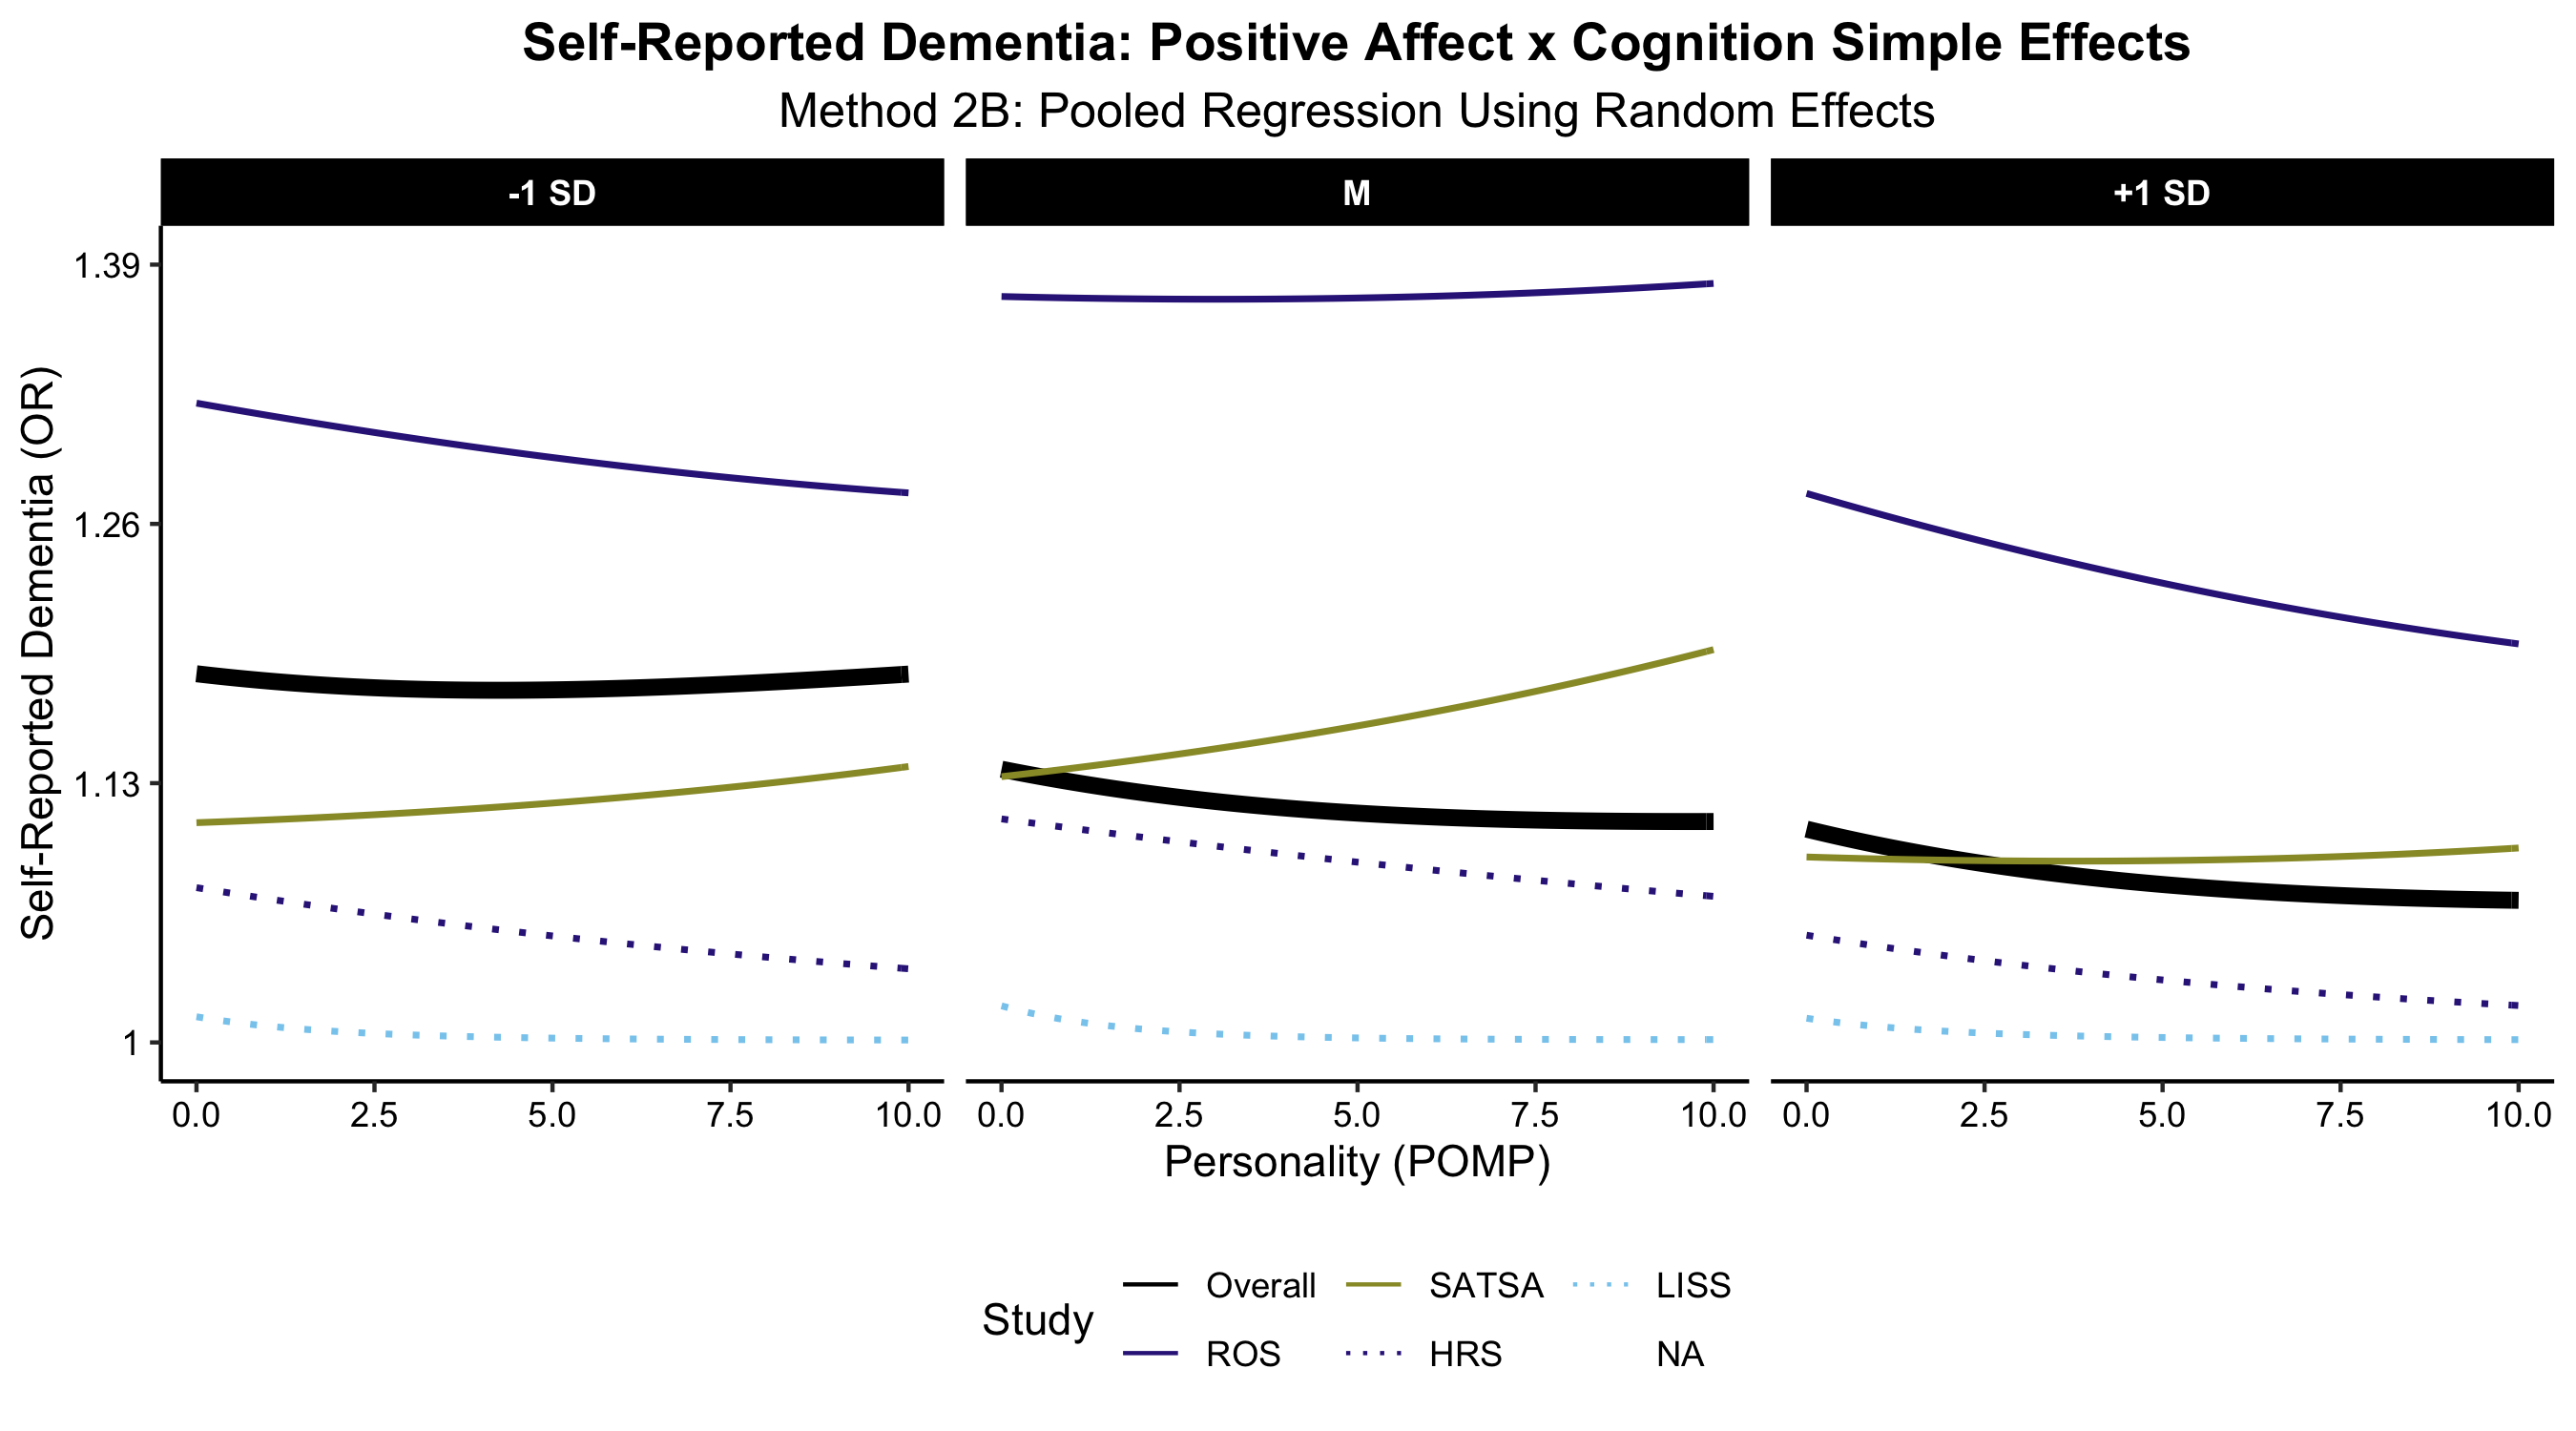 Self-Reported Dementia: Positive Affect x Cognition Simple Effects
Method 2B: Pooled Regression Using Random Effects
-1 SD M +1 SD
Self-Reported Dementia (OR)
1.39
1.26
1.13
1
0.0 2.5 5.0 7.5 10.0 0.0 2.5 5.0 7.5 10.0 0.0 2.5 5.0 7.5 10.0
Personality (POMP)
Study
Overall SATSA LISS
ROS HRS NA